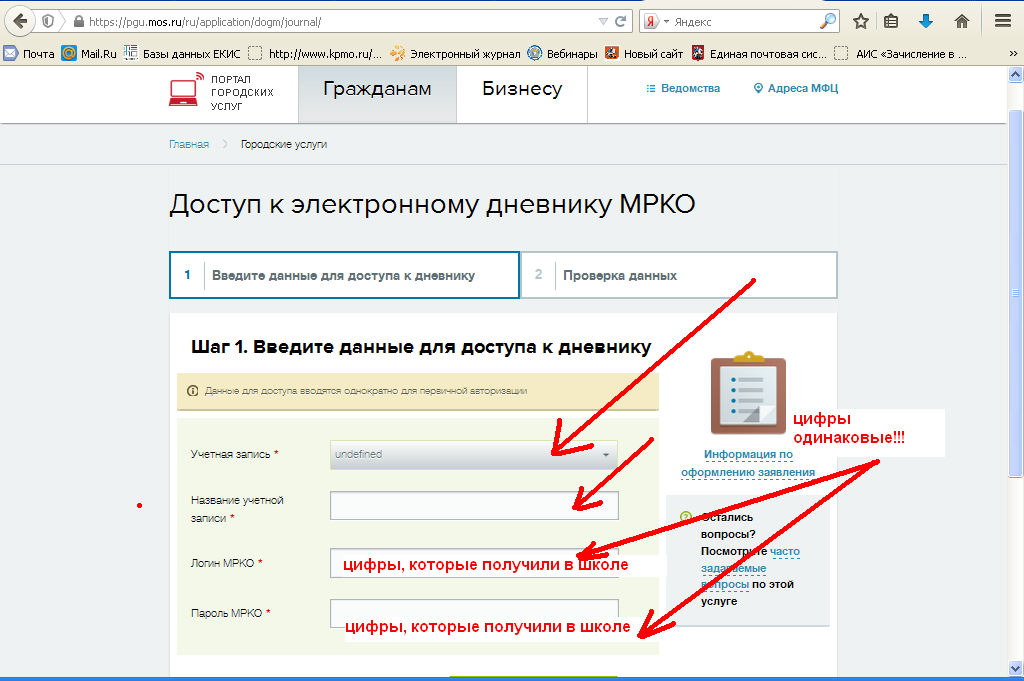 https://pgu.mos.ru/ru/application/dogm/journal/
Яндекс
Почта
Mail.Ru
Базы данных ЕКИС
http://www.kpmo.ru/...
Электронный журнал
Вебинары
Новый сайт
Единая почтовая сис...
АИС «Зачисление в ...
ПОРТАЛ
ГОРОДСКИХ
УСЛУГ
Гражданам
Бизнесу
Ведомства
Адреса МФЦ
Главная
Городские услуги
Доступ к электронному дневнику МРКО
1 Введите данные для доступа к дневнику
2 Проверка данных
Шаг 1. Введите данные для доступа к дневнику
Данные для доступа вводятся однократно для первичной авторизации
Учетная запись *
undefined
Название учетной
записи *
Логин МРКО *
цифры, которые получили в школе
Пароль МРКО *
цифры, которые получили в школе
цифры
одинаковые!!!
Информация по
оформлению заявления
Остались
вопросы?
Посмотрите часто
задаваемые
вопросы по этой
услуге